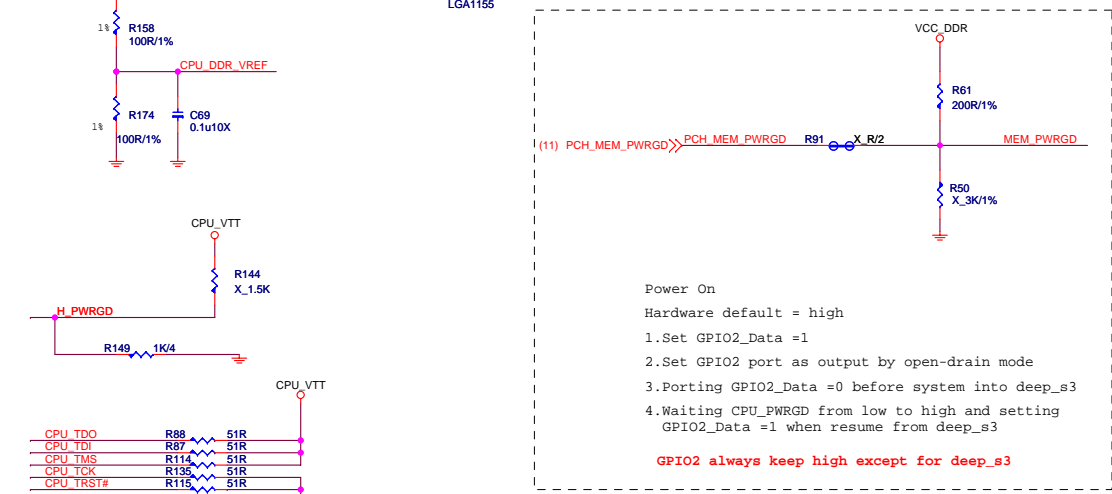 LGA1155
1%
R158
100R/1%
CPU_DDR_VREF
1%
R174
100R/1%
C69
0.1u10X
VCC_DDR
R61
200R/1%
(11) PCH_MEM_PWRGD
PCH_MEM_PWRGD
R91
X_R/2
MEM_PWRGD
R50
X_3K/1%
CPU_VTT
R144
X_1.5K
H_PWRGD
R149
1K/4
CPU_VTT
CPU_TDO R88 51R
CPU_TDI R87 51R
CPU_TMS R114 51R
CPU_TCK R135 51R
CPU_TRST# R115 51R
Power On
Hardware default = high
1.Set GPIO2_Data =1
2.Set GPIO2 port as output by open-drain mode
3.Porting GPIO2_Data =0 before system into deep_s3
4.Waiting CPU_PWRGD from low to high and setting
GPIO2_Data =1 when resume from deep_s3
GPIO2 always keep high except for deep_s3